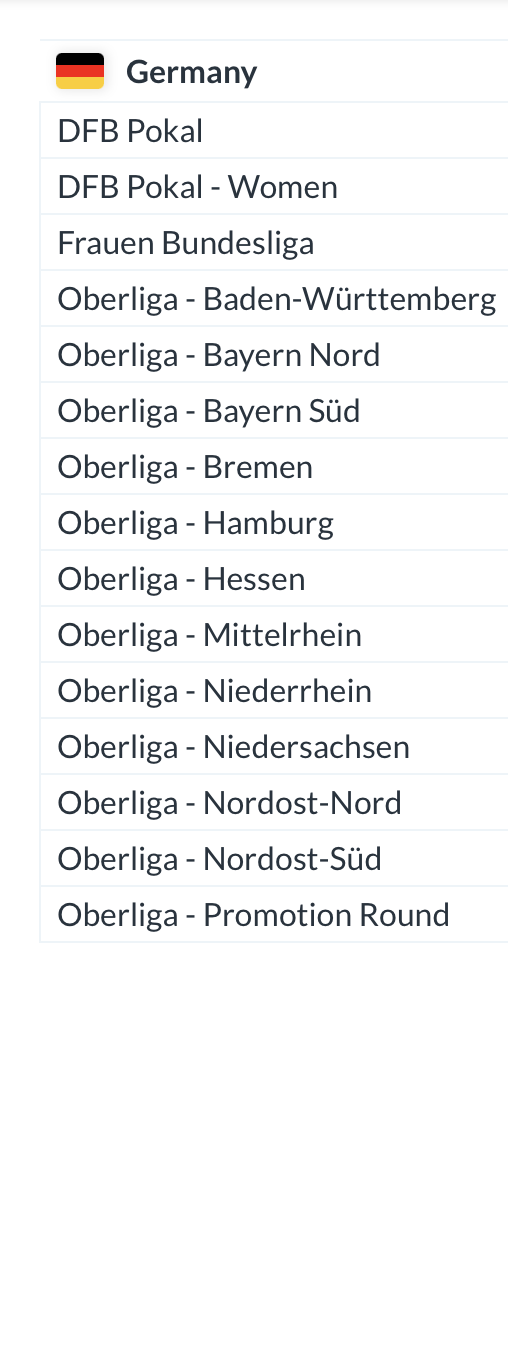 Germany
DFB Pokal
DFB Pokal - Women
Frauen Bundesliga
Oberliga - Baden-Württemberg
Oberliga - Bayern Nord
Oberliga - Bayern Süd
Oberliga - Bremen
Oberliga - Hamburg
Oberliga - Hessen
Oberliga - Mittelrhein
Oberliga - Niederrhein
Oberliga - Niedersachsen
Oberliga - Nordost-Nord
Oberliga - Nordost-Süd
Oberliga - Promotion Round